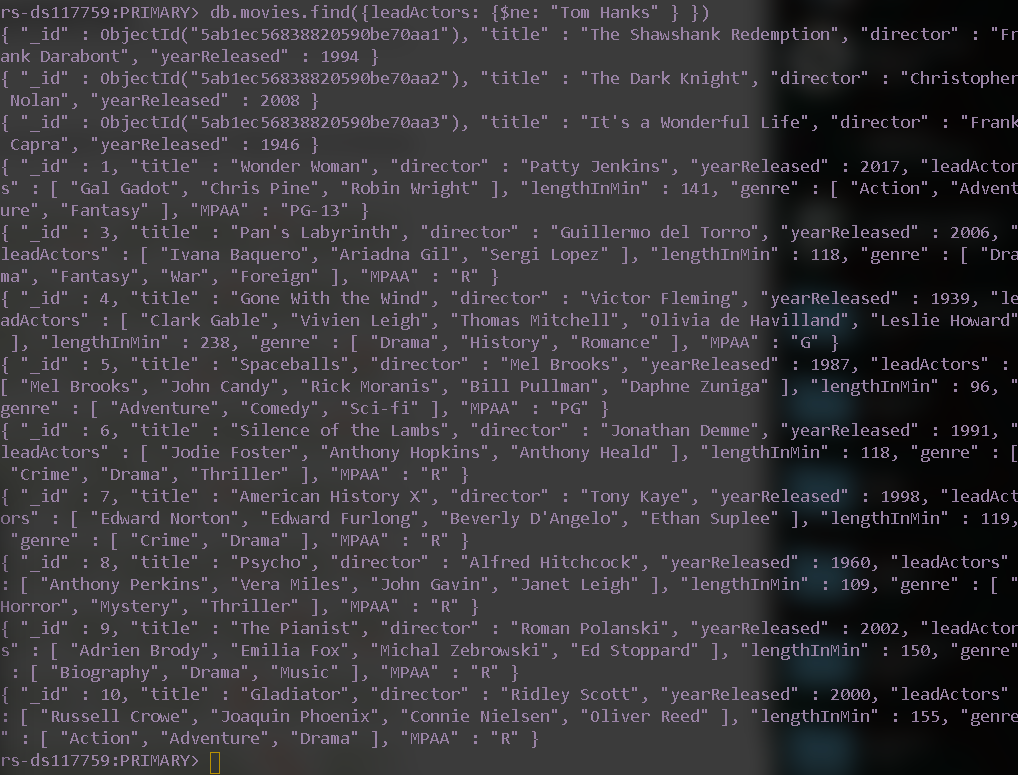 rs-ds117759:PRIMARY> db.movies.find({leadActors: {$ne: "Tom Hanks" } })
{ "_id" : ObjectId("5ab1ec56838820590be70aa1"), "title" : "The Shawshank Redemption", "director" : "Fr
ank Darabont", "yearReleased" : 1994 }
{ "_id" : ObjectId("5ab1ec56838820590be70aa2"), "title" : "The Dark Knight", "director" : "Christopher
 Nolan", "yearReleased" : 2008 }
{ "_id" : ObjectId("5ab1ec56838820590be70aa3"), "title" : "It's a Wonderful Life", "director" : "Frank
 Capra", "yearReleased" : 1946 }
{ "_id" : 1, "title" : "Wonder Woman", "director" : "Patty Jenkins", "yearReleased" : 2017, "leadActor
s" : [ "Gal Gadot", "Chris Pine", "Robin Wright" ], "lengthInMin" : 141, "genre" : [ "Action", "Advent
ure", "Fantasy" ], "MPAA" : "PG-13" }
{ "_id" : 3, "title" : "Pan's Labyrinth", "director" : "Guillermo del Torro", "yearReleased" : 2006, "
leadActors" : [ "Ivana Baquero", "Ariadna Gil", "Sergi Lopez" ], "lengthInMin" : 118, "genre" : [ "Dra
ma", "Fantasy", "War", "Foreign" ], "MPAA" : "R" }
{ "_id" : 4, "title" : "Gone With the Wind", "director" : "Victor Fleming", "yearReleased" : 1939, "le
adActors" : [ "Clark Gable", "Vivien Leigh", "Thomas Mitchell", "Olivia de Havilland", "Leslie Howard"
 ], "lengthInMin" : 238, "genre" : [ "Drama", "History", "Romance" ], "MPAA" : "G" }
{ "_id" : 5, "title" : "Spaceballs", "director" : "Mel Brooks", "yearReleased" : 1987, "leadActors" :
[ "Mel Brooks", "John Candy", "Rick Moranis", "Bill Pullman", "Daphne Zuniga" ], "lengthInMin" : 96, "
genre" : [ "Adventure", "Comedy", "Sci-fi" ], "MPAA" : "PG" }
{ "_id" : 6, "title" : "Silence of the Lambs", "director" : "Jonathan Demme", "yearReleased" : 1991, "
leadActors" : [ "Jodie Foster", "Anthony Hopkins", "Anthony Heald" ], "lengthInMin" : 118, "genre" : [
 "Crime", "Drama", "Thriller" ], "MPAA" : "R" }
{ "_id" : 7, "title" : "American History X", "director" : "Tony Kaye", "yearReleased" : 1998, "leadAct
ors" : [ "Edward Norton", "Edward Furlong", "Beverly D'Angelo", "Ethan Suplee" ], "lengthInMin" : 119,
 "genre" : [ "Crime", "Drama" ], "MPAA" : "R" }
{ "_id" : 8, "title" : "Psycho", "director" : "Alfred Hitchcock", "yearReleased" : 1960, "leadActors"
: [ "Anthony Perkins", "Vera Miles", "John Gavin", "Janet Leigh" ], "lengthInMin" : 109, "genre" : [ "
Horror", "Mystery", "Thriller" ], "MPAA" : "R" }
{ "_id" : 9, "title" : "The Pianist", "director" : "Roman Polanski", "yearReleased" : 2002, "leadActor
s" : [ "Adrien Brody", "Emilia Fox", "Michal Zebrowski", "Ed Stoppard" ], "lengthInMin" : 150, "genre"
 : [ "Biography", "Drama", "Music" ], "MPAA" : "R" }
{ "_id" : 10, "title" : "Gladiator", "director" : "Ridley Scott", "yearReleased" : 2000, "leadActors"
: [ "Russell Crowe", "Joaquin Phoenix", "Connie Nielsen", "Oliver Reed" ], "lengthInMin" : 155, "genre
" : [ "Action", "Adventure", "Drama" ], "MPAA" : "R" }
rs-ds117759:PRIMARY>